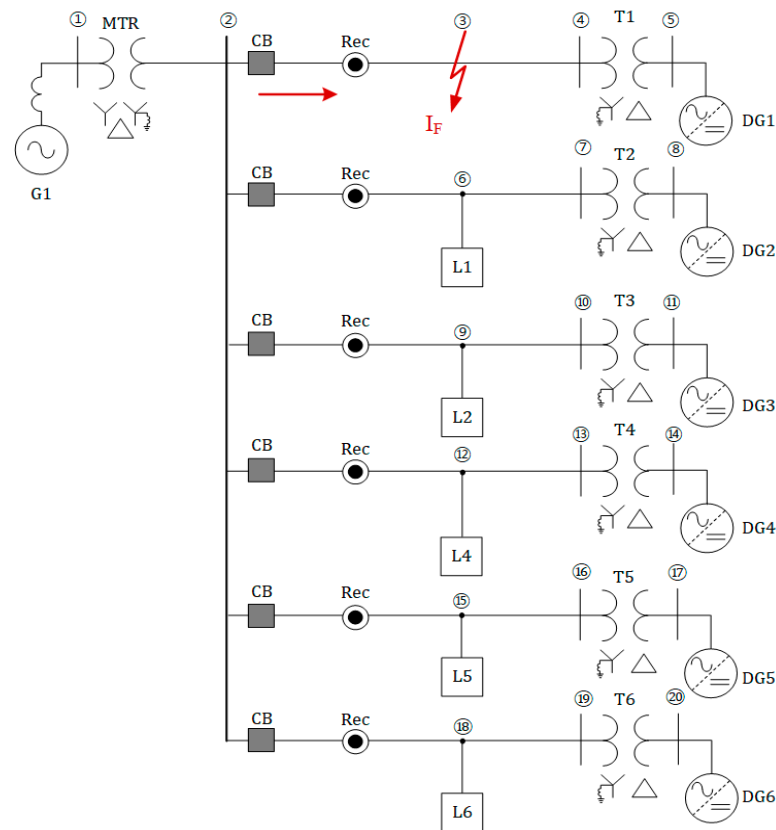 ① MTR ② CB Rec ③ ④ T1 ⑤
I_F
G1
DG1
CB Rec ⑥ ⑦ T2 ⑧
L1
DG2
CB Rec ⑨ ⑩ T3 ⑪
L2
DG3
CB Rec ⑫ ⑬ T4 ⑭
L4
DG4
CB Rec ⑮ ⑯ T5 ⑰
L5
DG5
CB Rec ⑱ ⑲ T6 ⑳
L6
DG6